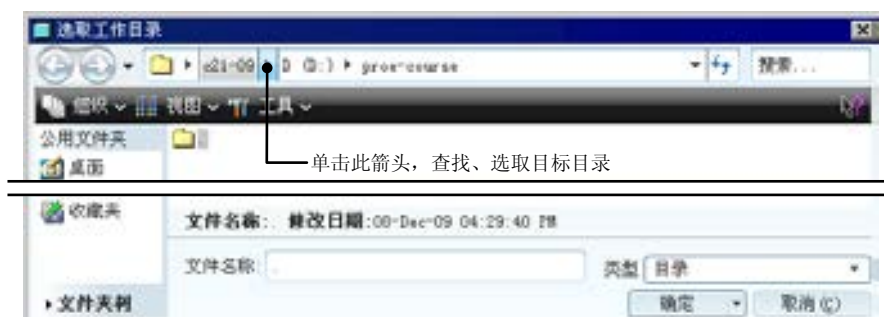 选取工作目录
c21-09 D (D:) proe-course
搜索...
组织 视图 工具
公用文件夹
桌面
单击此箭头，查找、选取目标目录
收藏夹
文件名称:. 修改日期:08-Dec-09 04:29:40 PM
文件名称 .
类型 目录
文件夹树
确定 取消(C)